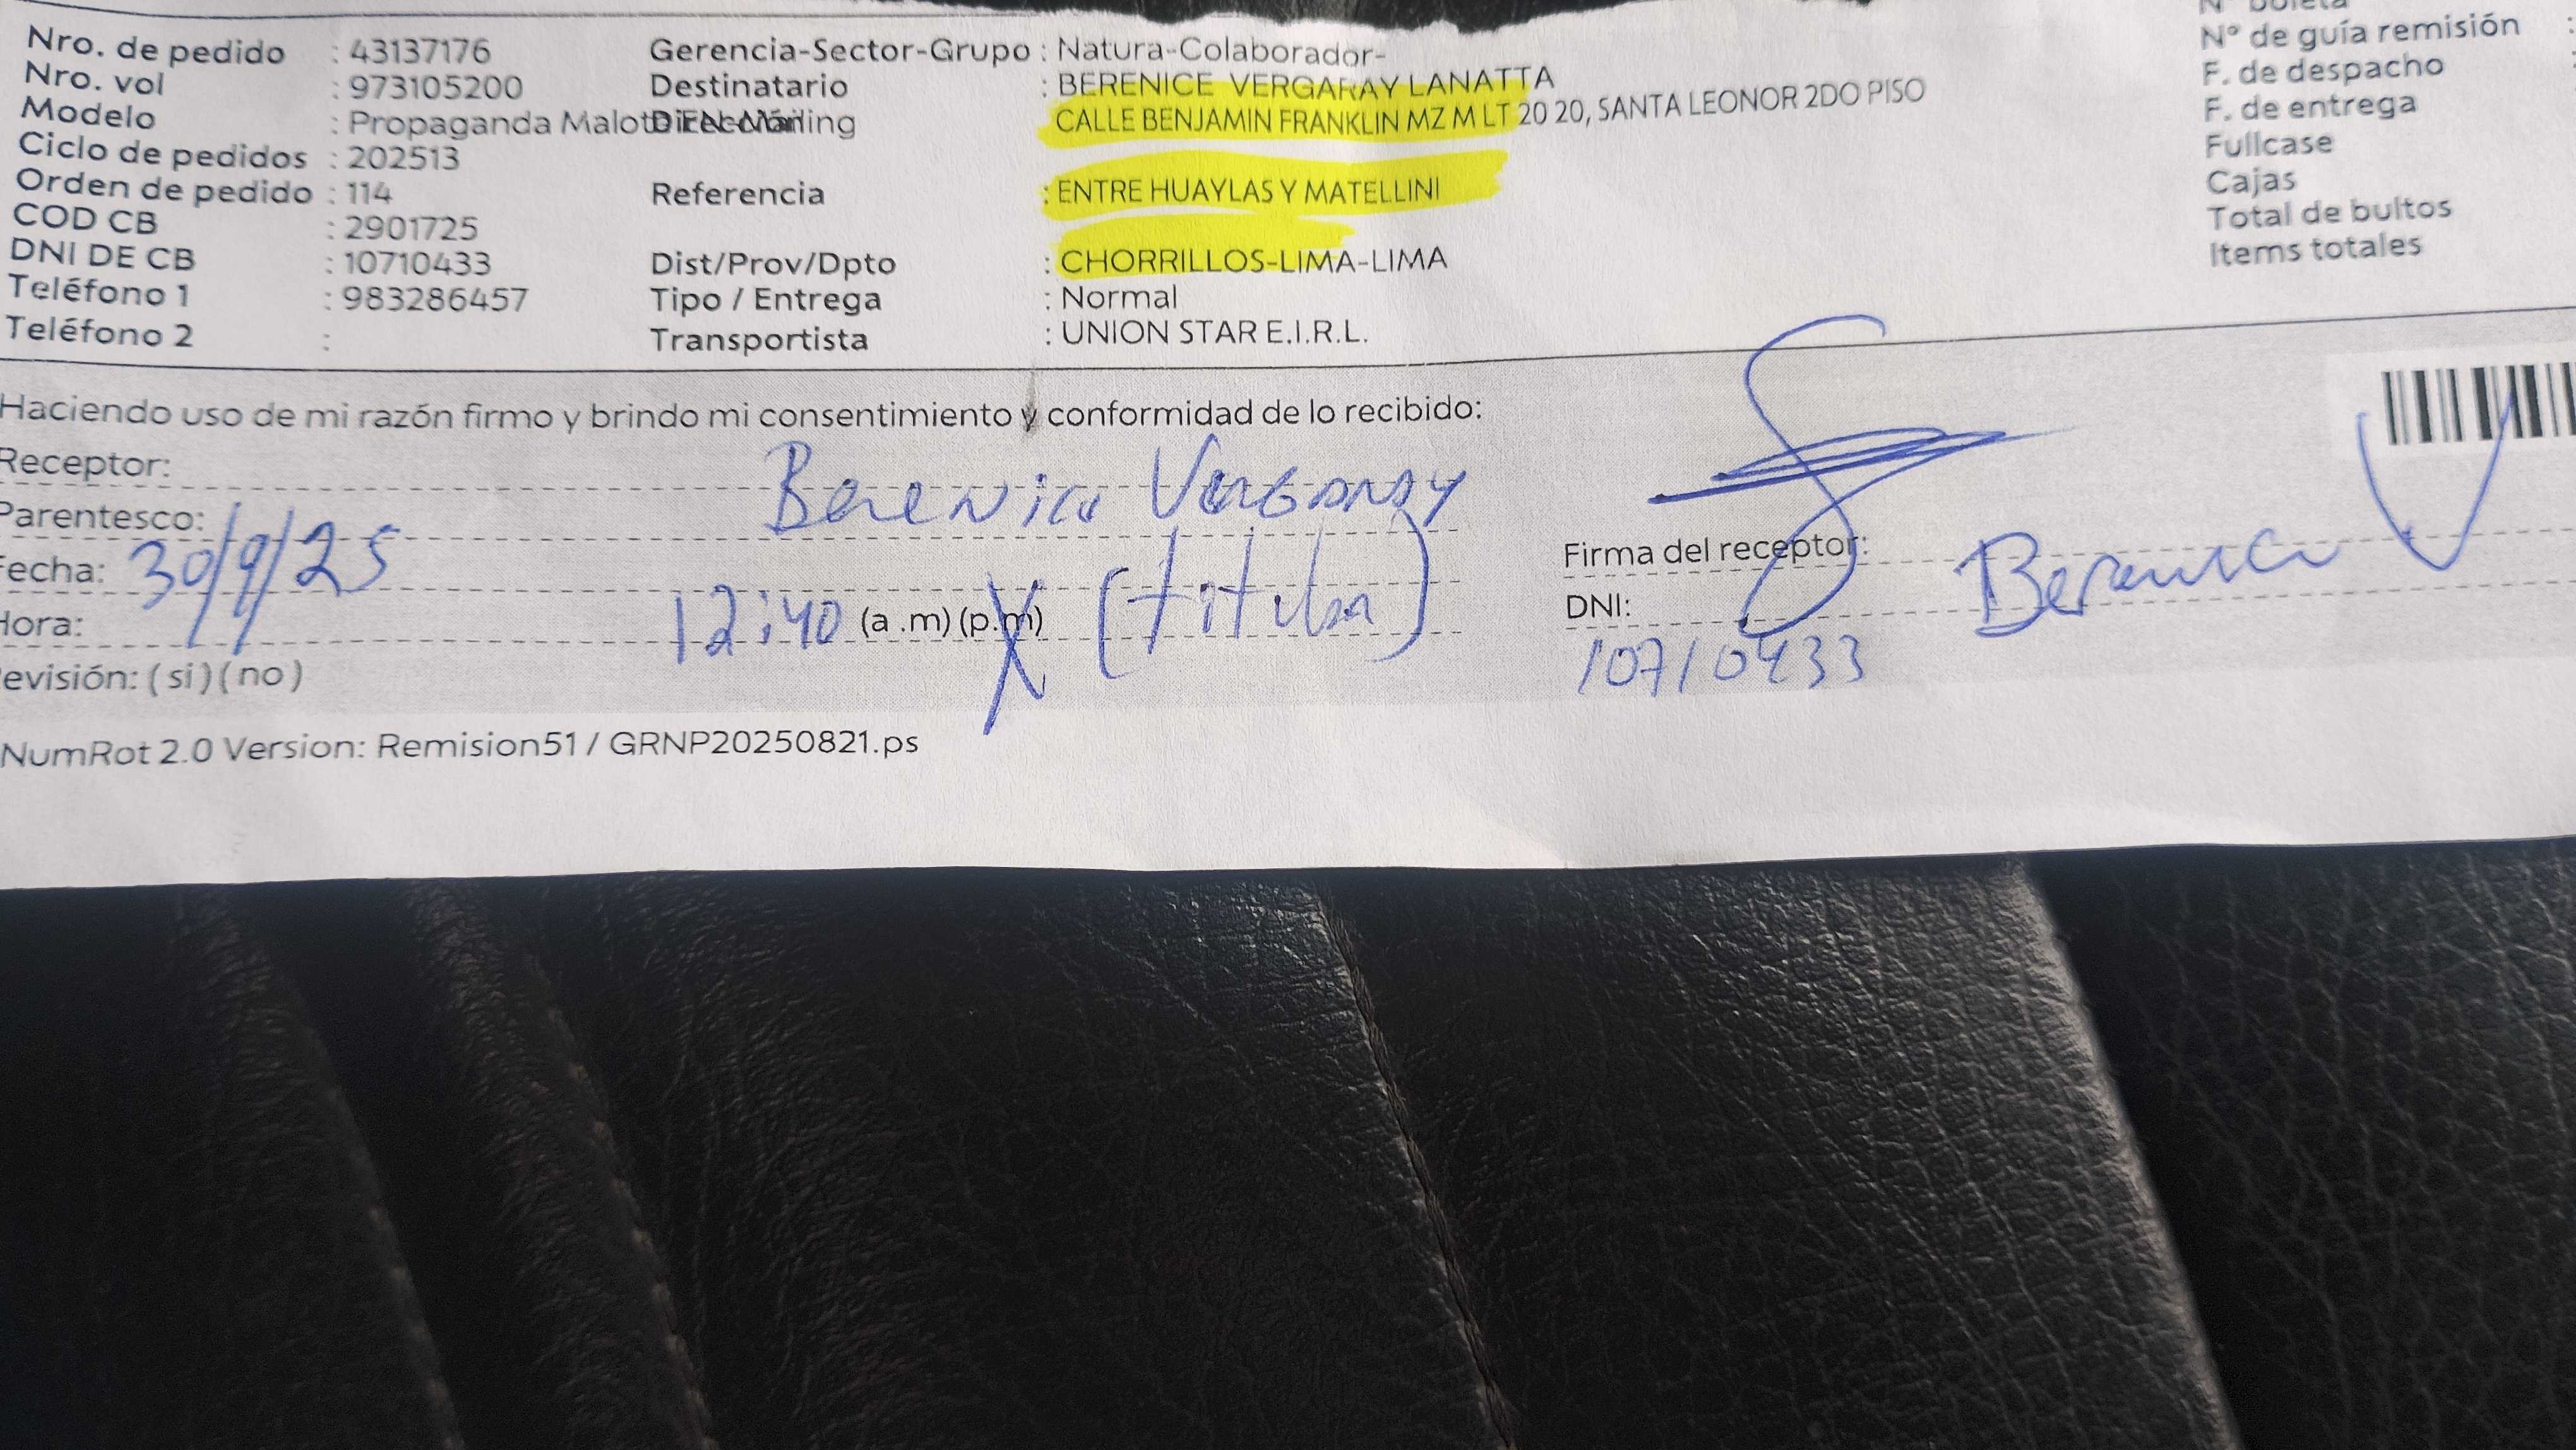 Nro. de pedido : 43137176 Gerencia-Sector-Grupo : Natura-Colaborador- N° boleta
Nro. vol : 973105200 Destinatario : BERENICE VERGARAY LANATTA N° de guía remisión :
Modelo : Propaganda Malote EN-Mailing Dirección CALLE BENJAMIN FRANKLIN MZ M LT 20 20, SANTA LEONOR 2DO PISO F. de despacho
Ciclo de pedidos : 202513 F. de entrega
Orden de pedido : 114 Referencia : ENTRE HUAYLAS Y MATELLINI Fullcase
COD CB : 2901725 Cajas
DNI DE CB : 10710433 Dist/Prov/Dpto : CHORRILLOS-LIMA-LIMA Total de bultos
Teléfono 1 : 983286457 Tipo / Entrega : Normal Items totales
Teléfono 2 : Transportista : UNION STAR E.I.R.L.
Haciendo uso de mi razón firmo y brindo mi consentimiento y conformidad de lo recibido:
Receptor: Berenice Vergaray
Parentesco:
Fecha: 30/9/25 (titular) Firma del receptor: Berenice V
Hora: 12:40 (a .m) (p.m) DNI: 10710433
evisión: ( si ) ( no )
NumRot 2.0 Version: Remision51 / GRNP20250821.ps